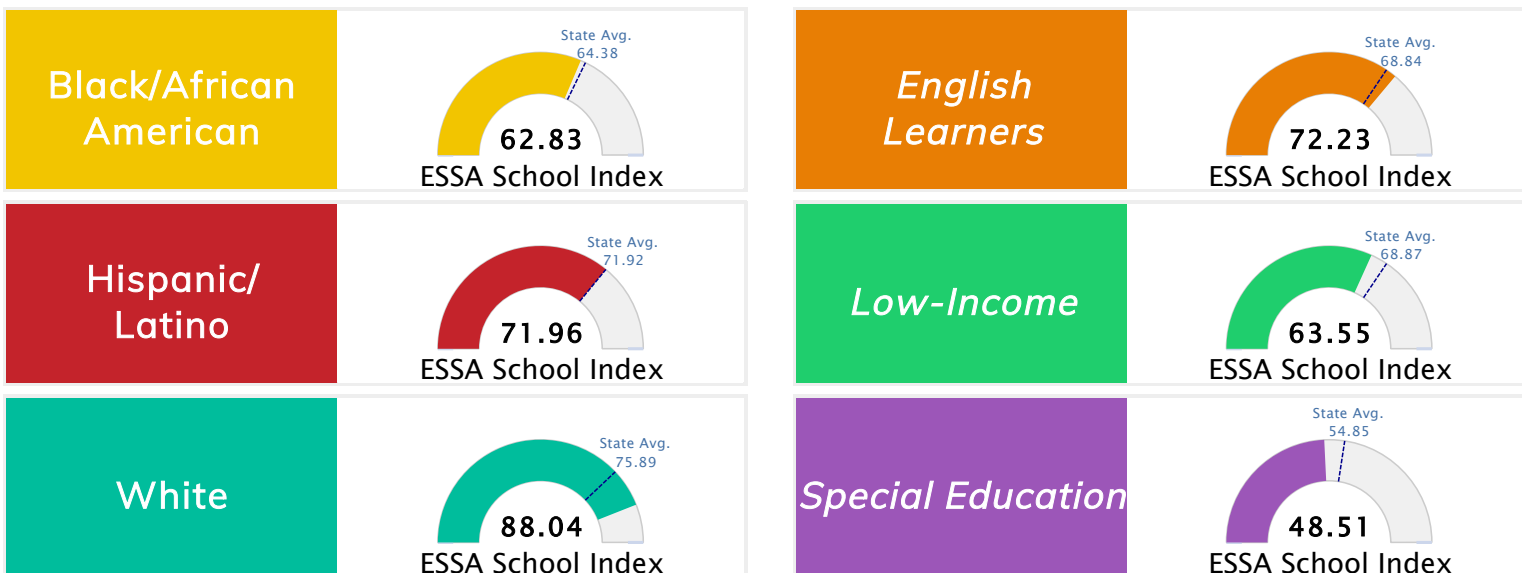 Black/African
American
State Avg.
64.38
62.83
ESSA School Index
English
Learners
State Avg.
68.84
72.23
ESSA School Index
Hispanic/
Latino
State Avg.
71.92
71.96
ESSA School Index
Low-Income
State Avg.
68.87
63.55
ESSA School Index
White
State Avg.
75.89
88.04
ESSA School Index
Special Education
State Avg.
54.85
48.51
ESSA School Index